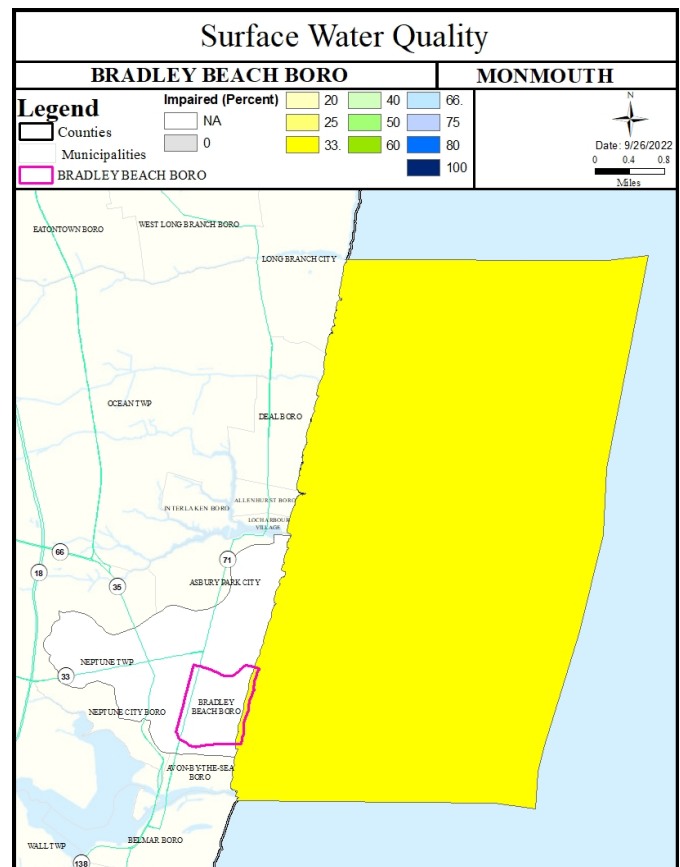 Surface Water Quality
BRADLEY BEACH BORO
MONMOUTH
Legend
Counties
Municipalities
BRADLEY BEACH BORO
Impaired (Percent)
NA
0
20
25
33.
40
50
60
66.
75
80
100
N
Date: 9/26/2022
0 0.4 0.8
Miles
EATONTOWN BORO
WEST LONG BRANCH BORO
LONG BRANCH CITY
OCEAN TWP
DEAL BORO
ALLENHURST BORO
INTERLAKEN BORO
LOCH ARBOUR
VILLAGE
66
71
18
35
ASBURY PARK CITY
NEPTUNE TWP
33
BRADLEY
BEACH BORO
NEPTUNE CITY BORO
AVON-BY-THE-SEA
BORO
BELMAR BORO
WALL TWP
138